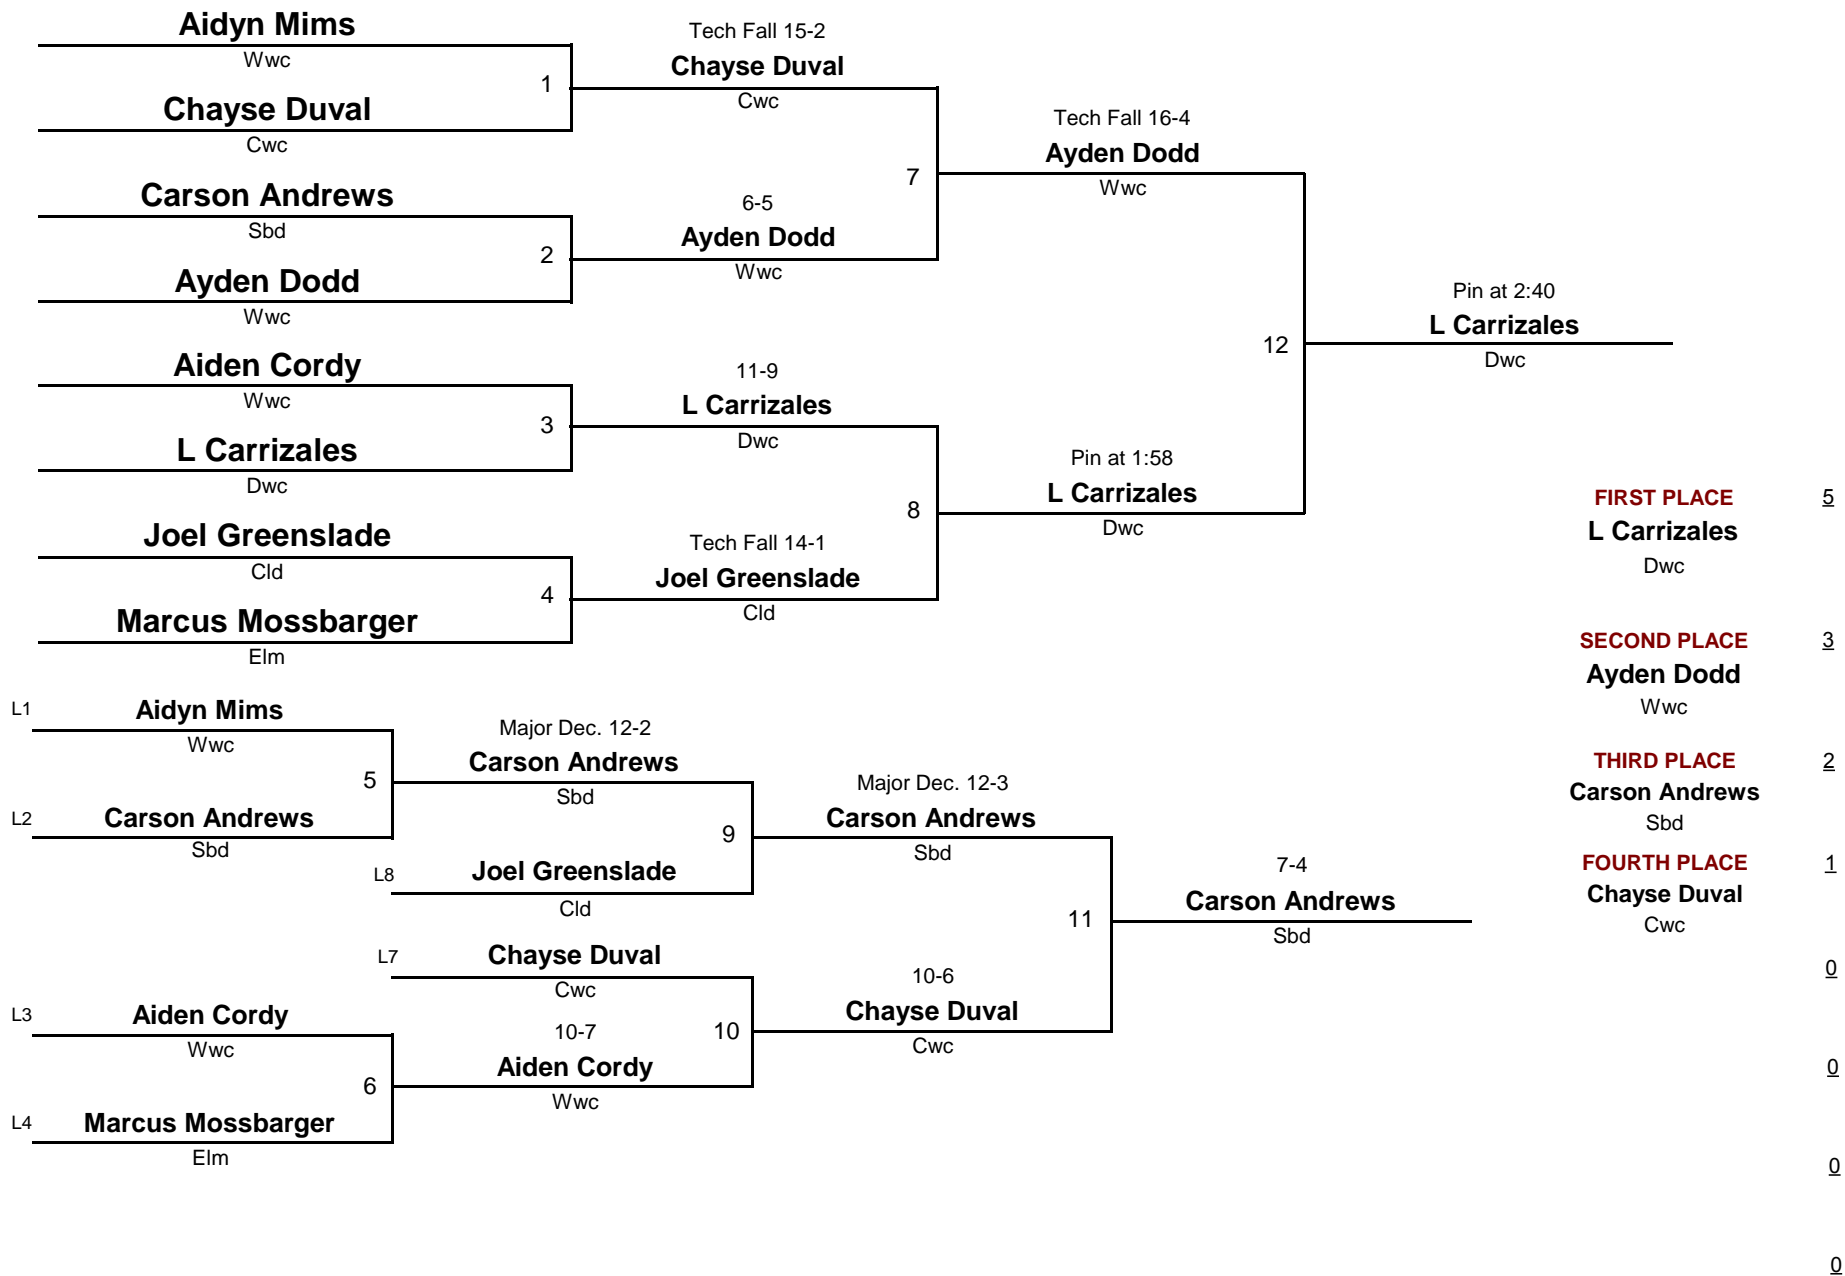 Aidyn Mims
Wwc
1
Chayse Duval
Cwc
Carson Andrews
Sbd
2
Ayden Dodd
Wwc
Aiden Cordy
Wwc
3
L Carrizales
Dwc
Joel Greenslade
Cld
4
Marcus Mossbarger
Elm
Tech Fall 15-2
Chayse Duval
Cwc
7
6-5
Ayden Dodd
Wwc
11-9
L Carrizales
Dwc
8
Tech Fall 14-1
Joel Greenslade
Cld
Tech Fall 16-4
Ayden Dodd
Wwc
12
Pin at 1:58
L Carrizales
Dwc
Pin at 2:40
L Carrizales
Dwc
L1 Aidyn Mims
Wwc
5
L2 Carson Andrews
Sbd
L3 Aiden Cordy
Wwc
6
L4 Marcus Mossbarger
Elm
Major Dec. 12-2
Carson Andrews
Sbd
9
L8 Joel Greenslade
Cld
L7 Chayse Duval
Cwc
10-7
10
Aiden Cordy
Wwc
Major Dec. 12-3
Carson Andrews
Sbd
11
10-6
Chayse Duval
Cwc
7-4
Carson Andrews
Sbd
FIRST PLACE 5
L Carrizales
Dwc
SECOND PLACE 3
Ayden Dodd
Wwc
THIRD PLACE 2
Carson Andrews
Sbd
FOURTH PLACE 1
Chayse Duval
Cwc
0
0
0
0